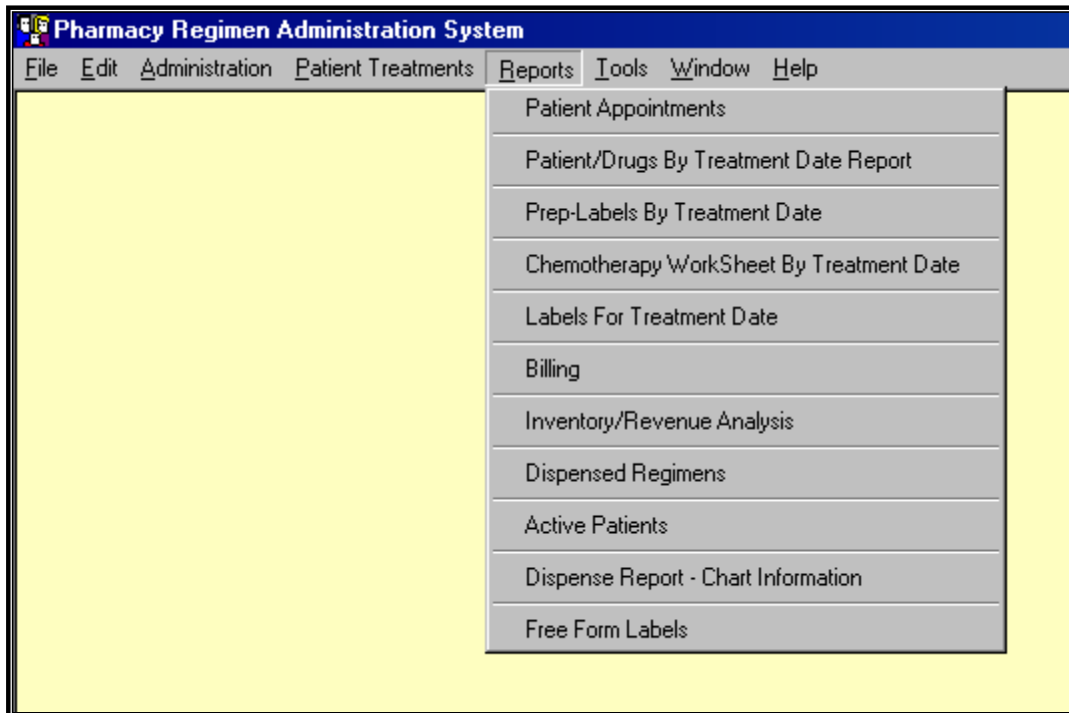 Pharmacy Regimen Administration System
File Edit Administration Patient Treatments Reports Tools Window Help
Patient Appointments
Patient/Drugs By Treatment Date Report
Prep-Labels By Treatment Date
Chemotherapy WorkSheet By Treatment Date
Labels For Treatment Date
Billing
Inventory/Revenue Analysis
Dispensed Regimens
Active Patients
Dispense Report - Chart Information
Free Form Labels